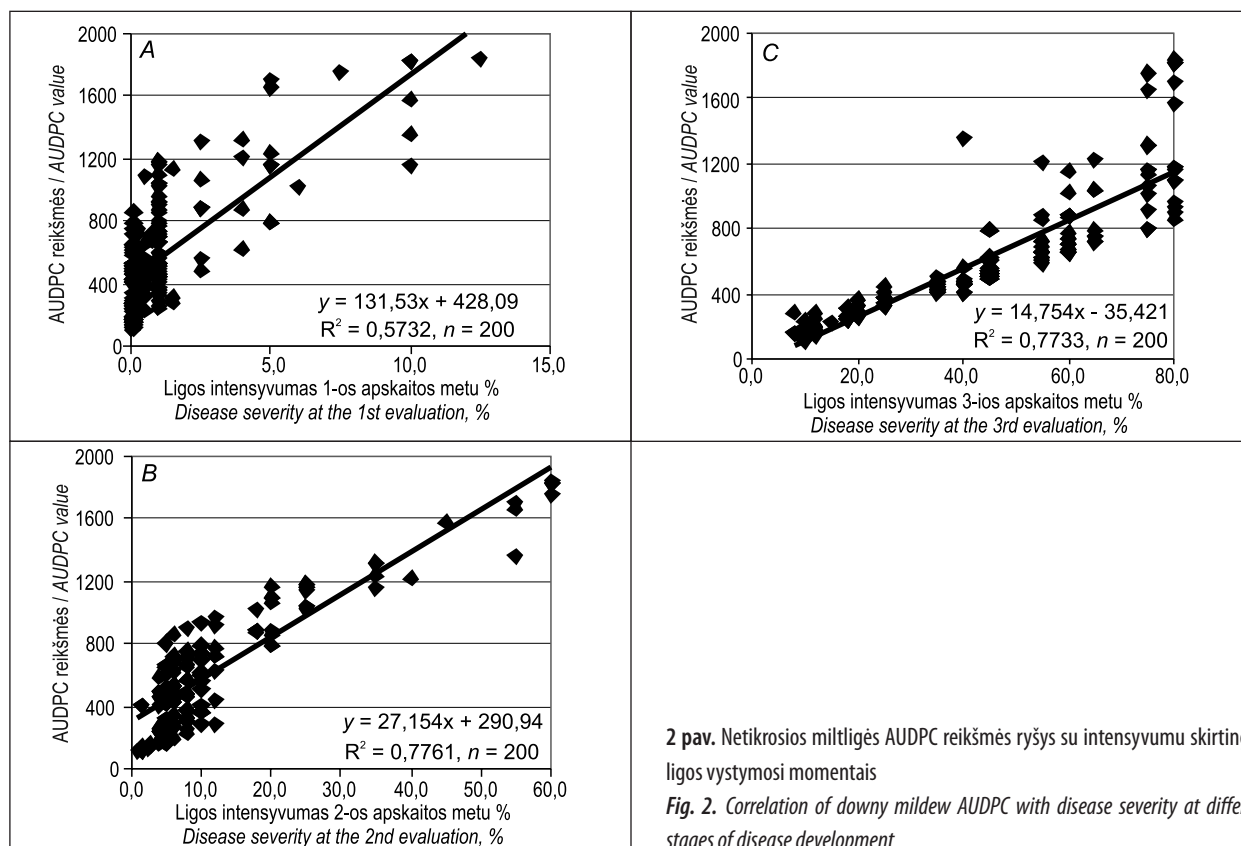 A
AUDPC reikšmės / AUDPC value
2000
1600
1200
800
400
0
y = 131,53x + 428,09
R² = 0,5732, n = 200
0,0 5,0 10,0 15,0
Ligos intensyvumas 1-os apskaitos metu %
Disease severity at the 1st evaluation, %
C
AUDPC reikšmės / AUDPC value
2000
1600
1200
800
400
0
y = 14,754x - 35,421
R² = 0,7733, n = 200
0,0 20,0 40,0 60,0 80,0
Ligos intensyvumas 3-ios apskaitos metu %
Disease severity at the 3rd evaluation, %
B
AUDPC reikšmės / AUDPC value
2000
1600
1200
800
400
0
y = 27,154x + 290,94
R² = 0,7761, n = 200
0,0 10,0 20,0 30,0 40,0 50,0 60,0
Ligos intensyvumas 2-os apskaitos metu %
Disease severity at the 2nd evaluation, %
2 pav. Netikrosios miltligės AUDPC reikšmės ryšys su intensyvumu
ligos vystymosi momentais
Fig. 2. Correlation of downy mildew AUDPC with disease severity at
stages of disease development